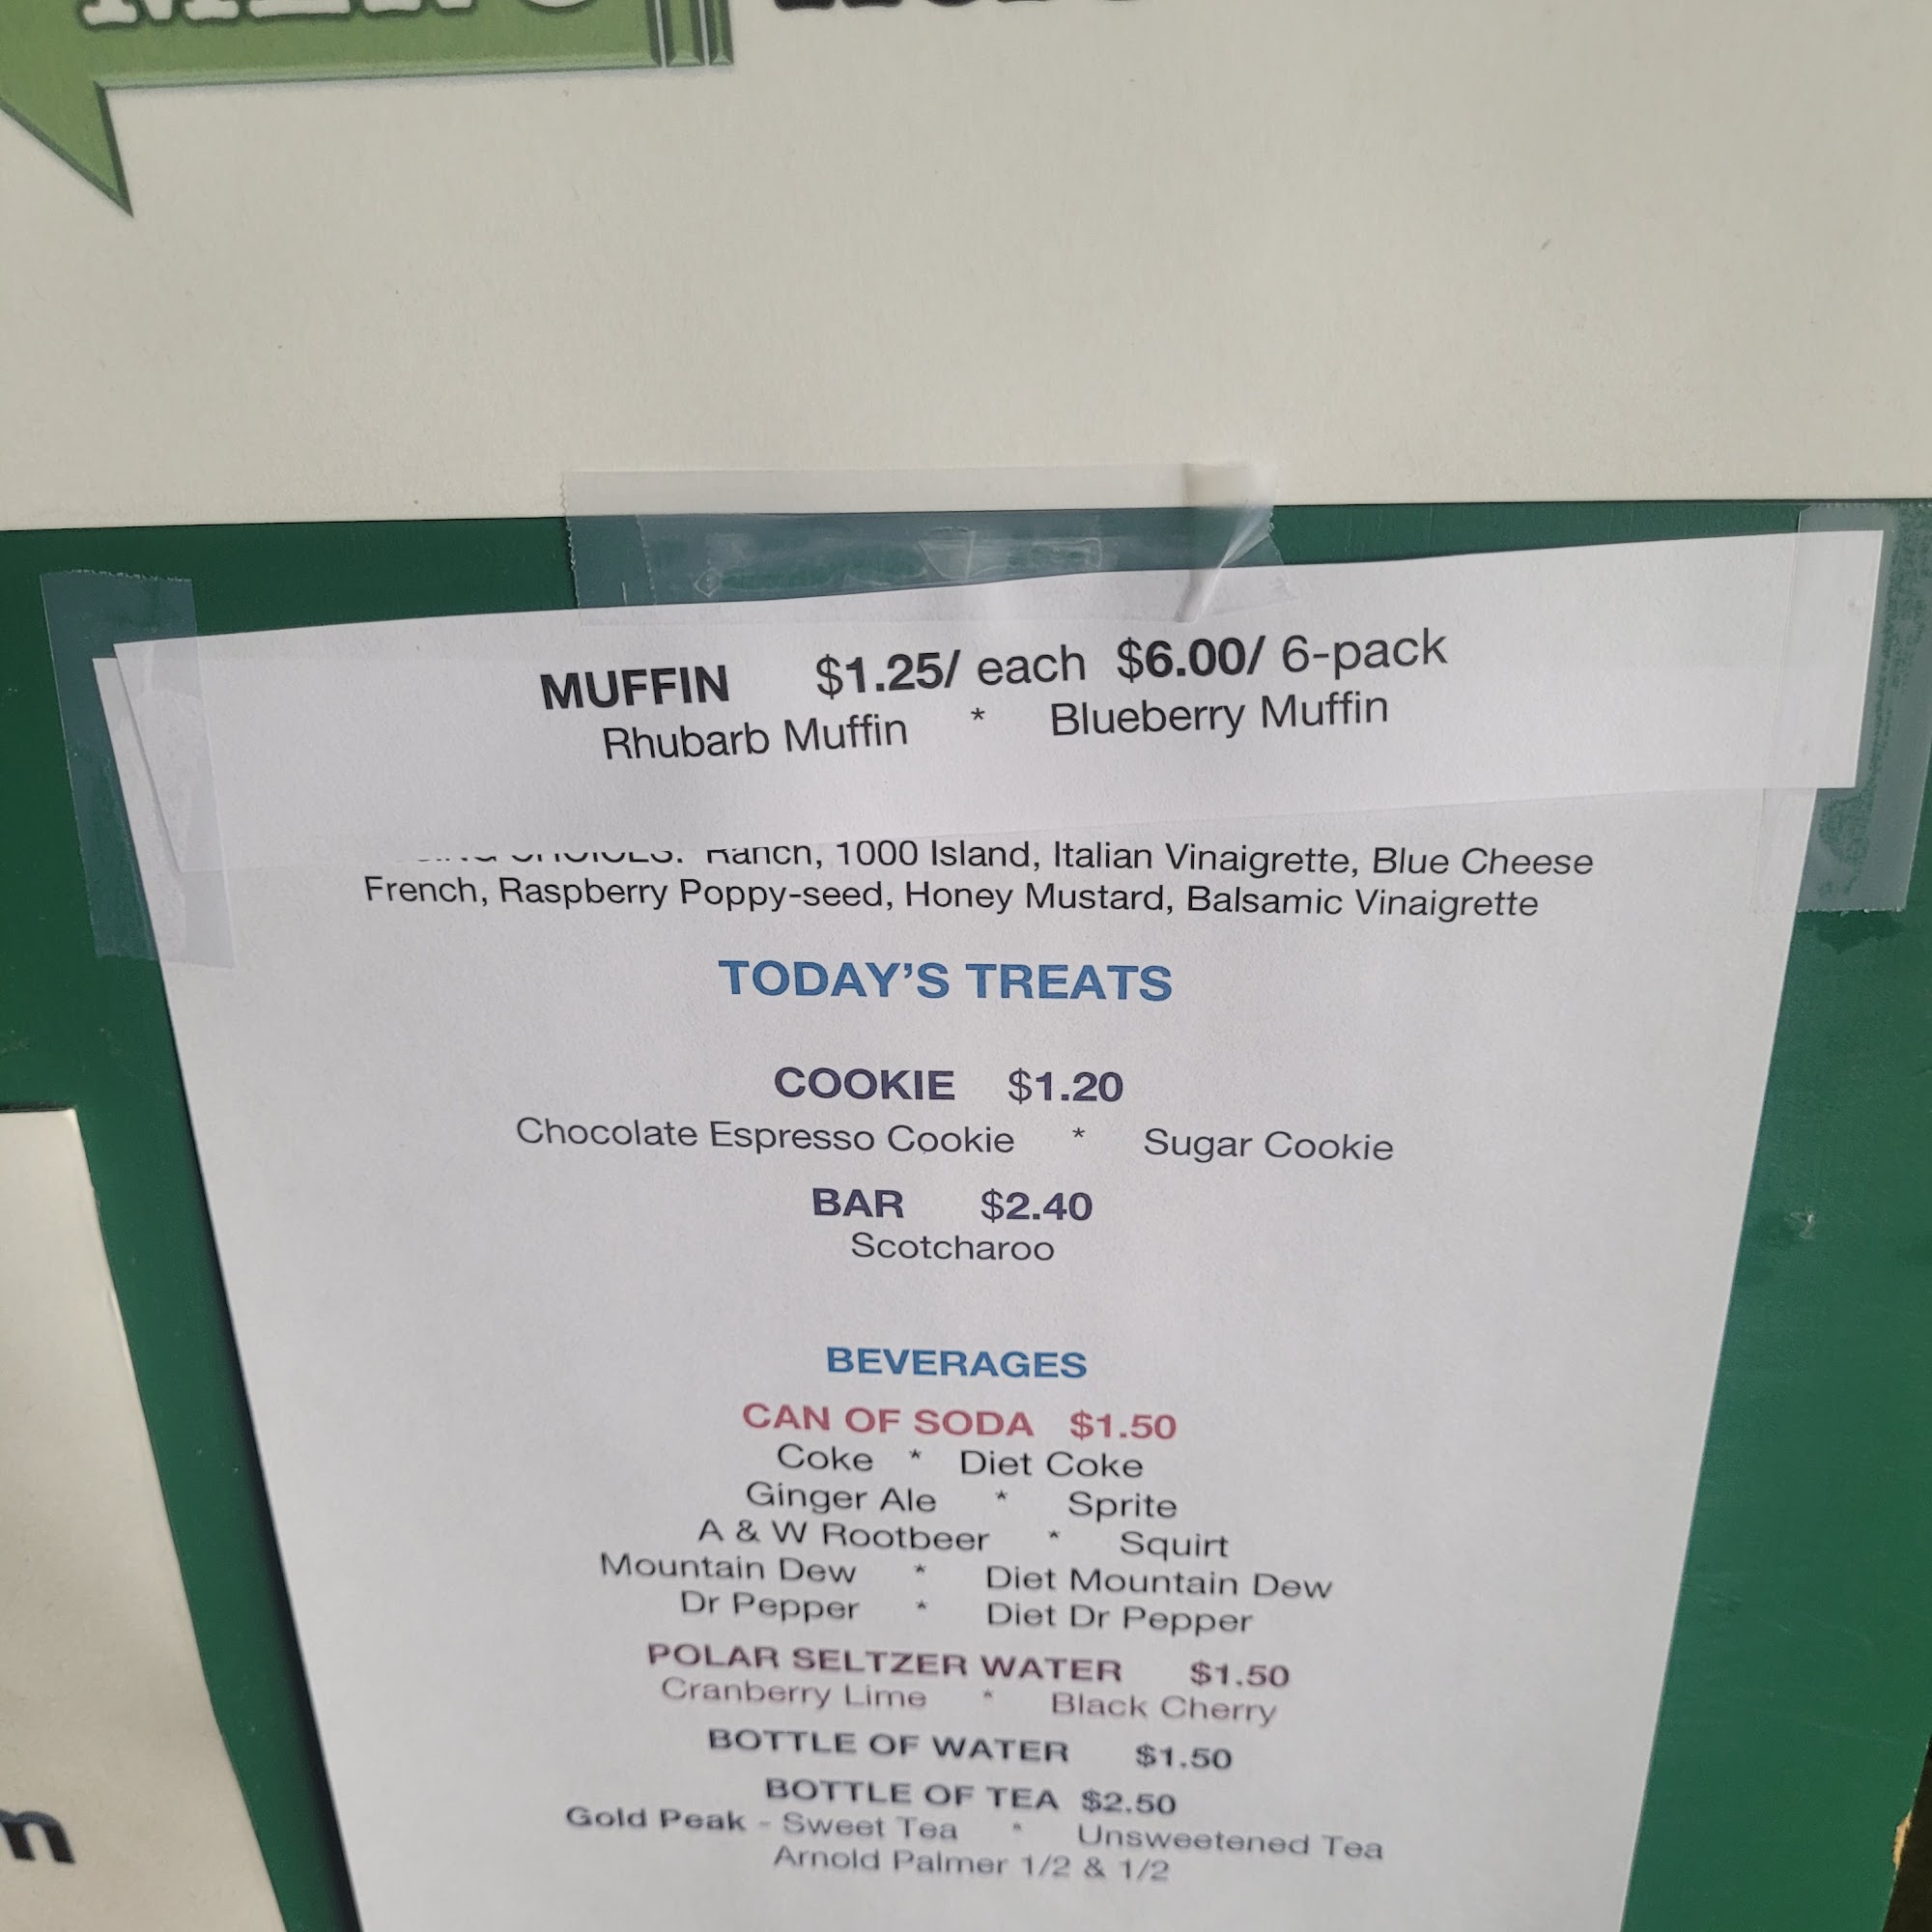 MUFFIN $1.25/ each $6.00/ 6-pack
Rhubarb Muffin * Blueberry Muffin
CHOICES: Ranch, 1000 Island, Italian Vinaigrette, Blue Cheese
French, Raspberry Poppy-seed, Honey Mustard, Balsamic Vinaigrette
TODAY'S TREATS
COOKIE $1.20
Chocolate Espresso Cookie * Sugar Cookie
BAR $2.40
Scotcharoo
BEVERAGES
CAN OF SODA $1.50
Coke * Diet Coke
Ginger Ale * Sprite
A & W Rootbeer * Squirt
Mountain Dew * Diet Mountain Dew
Dr Pepper * Diet Dr Pepper
POLAR SELTZER WATER $1.50
Cranberry Lime * Black Cherry
BOTTLE OF WATER $1.50
BOTTLE OF TEA $2.50
Gold Peak - Sweet Tea * Unsweetened Tea
Arnold Palmer 1/2 & 1/2